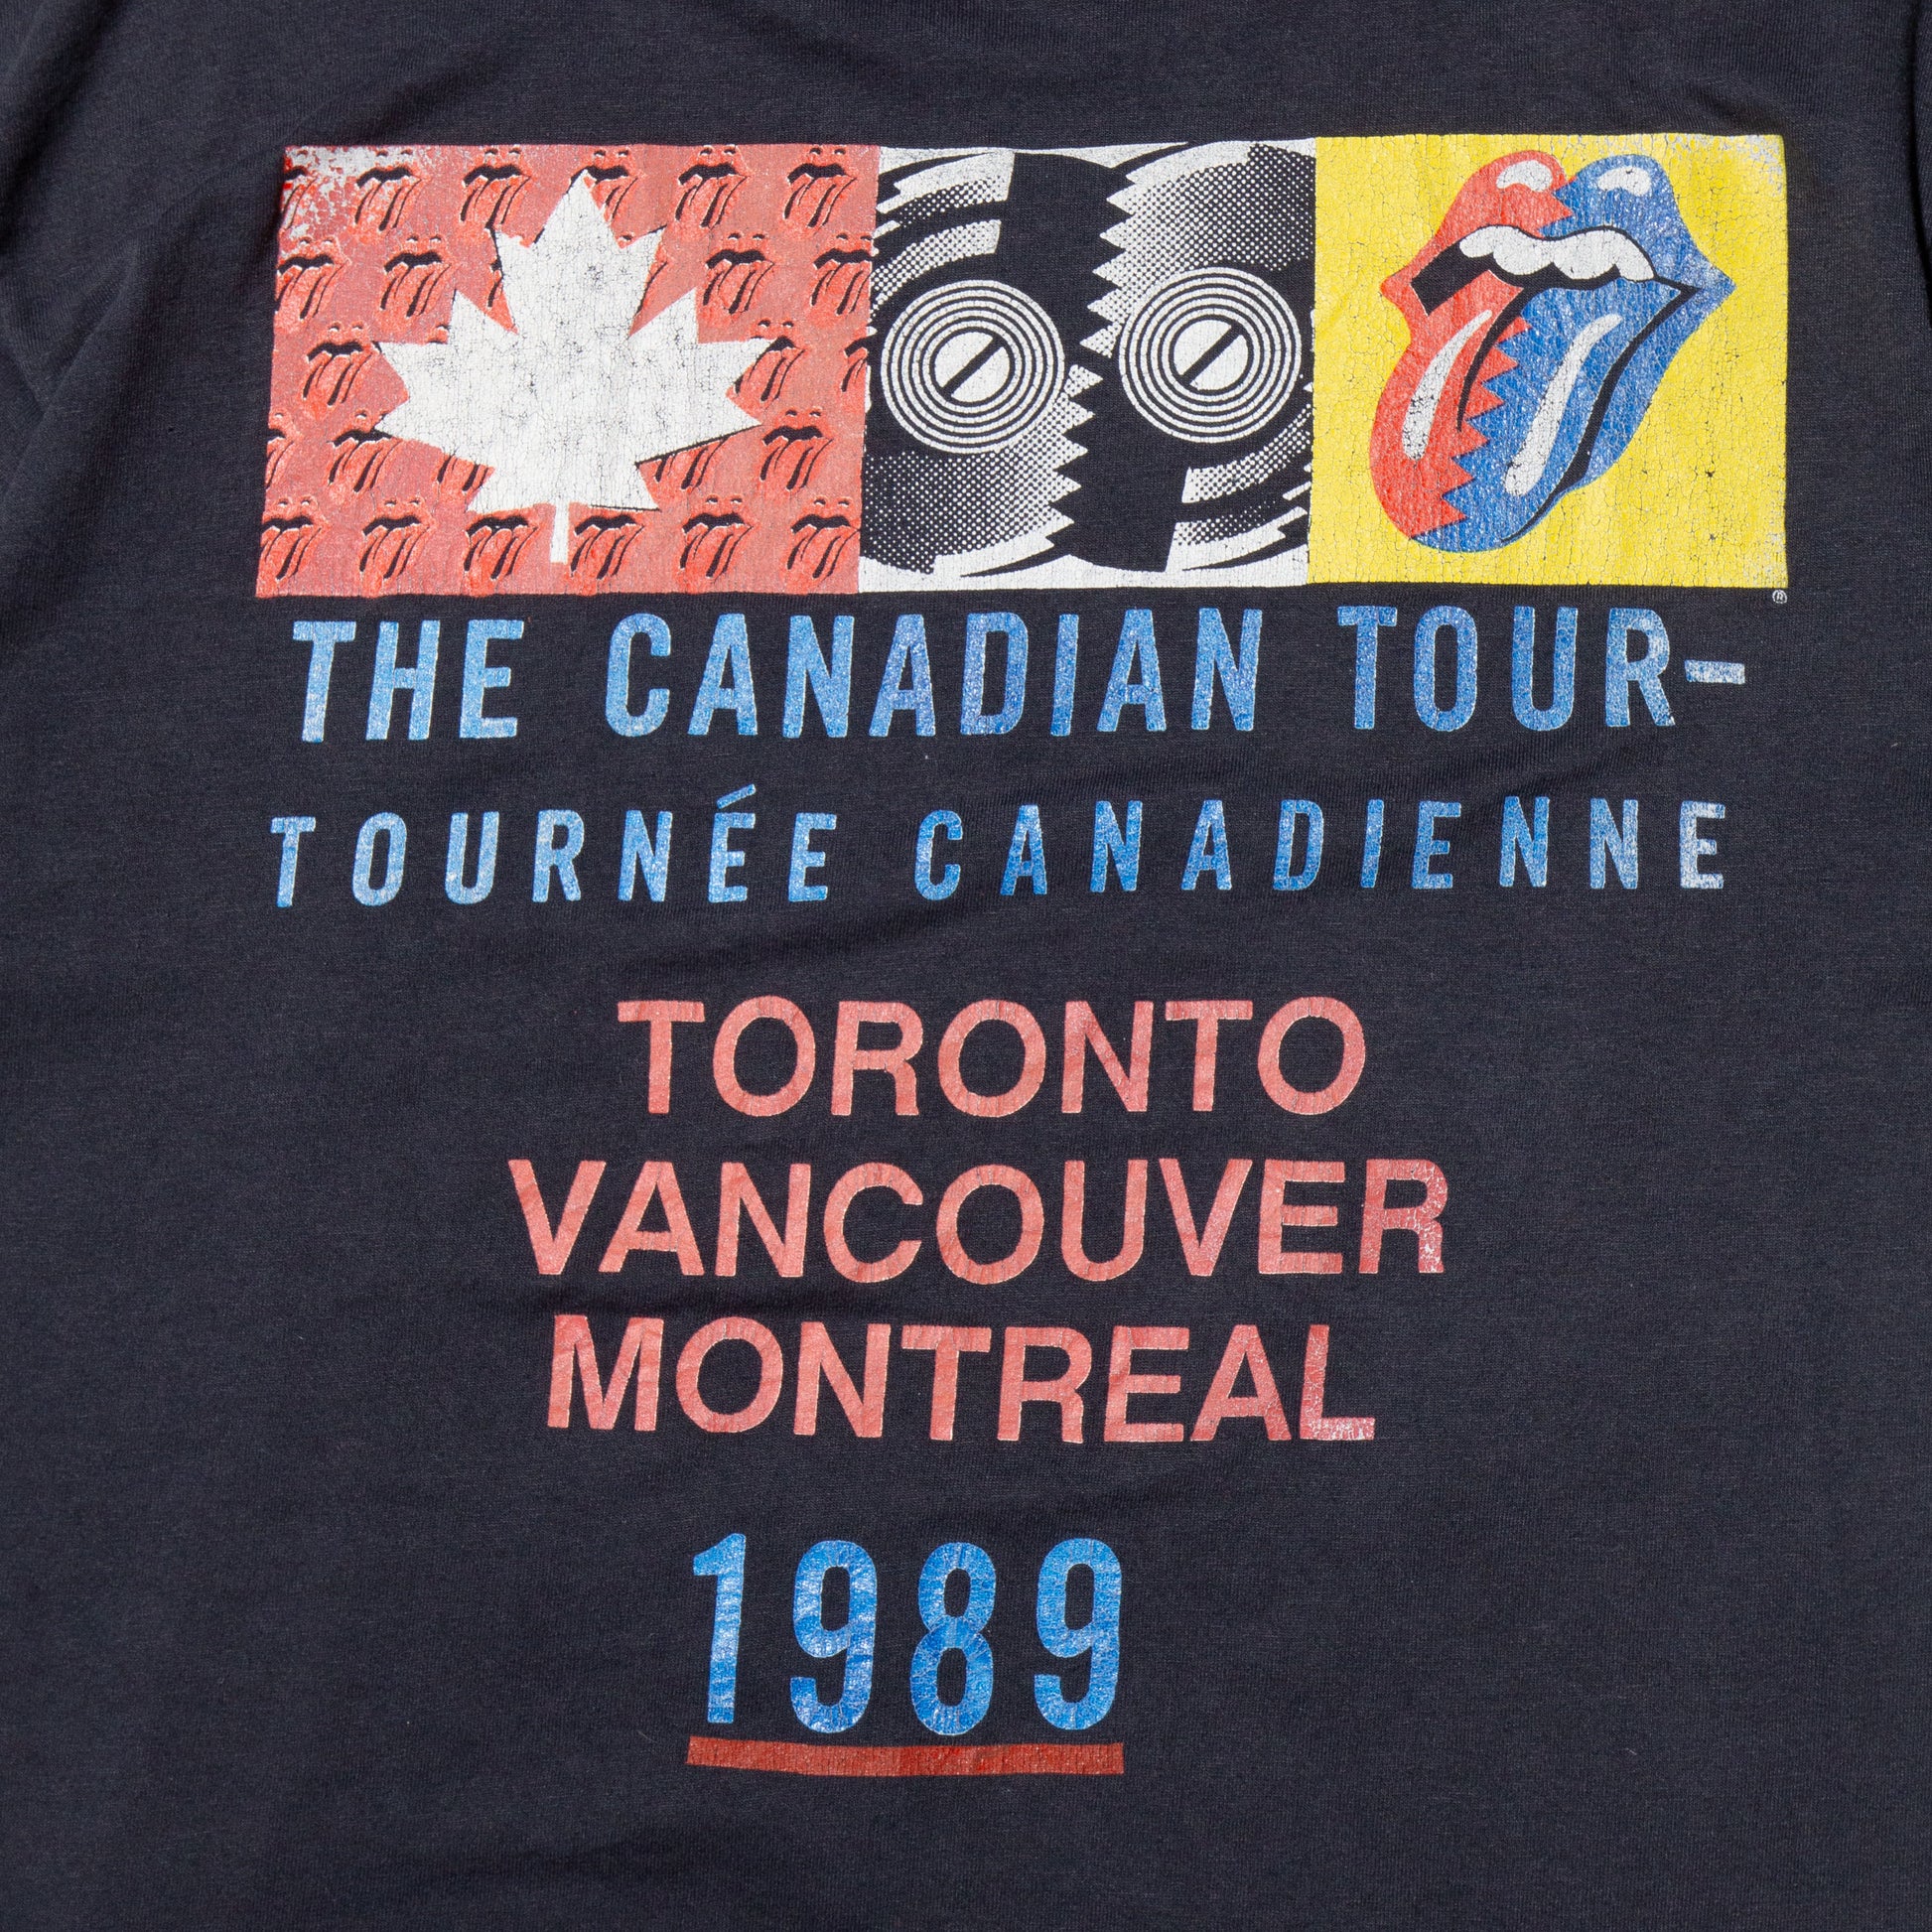 ®
THE CANADIAN TOUR–
TOURNÉE CANADIENNE
TORONTO
VANCOUVER
MONTREAL
1989